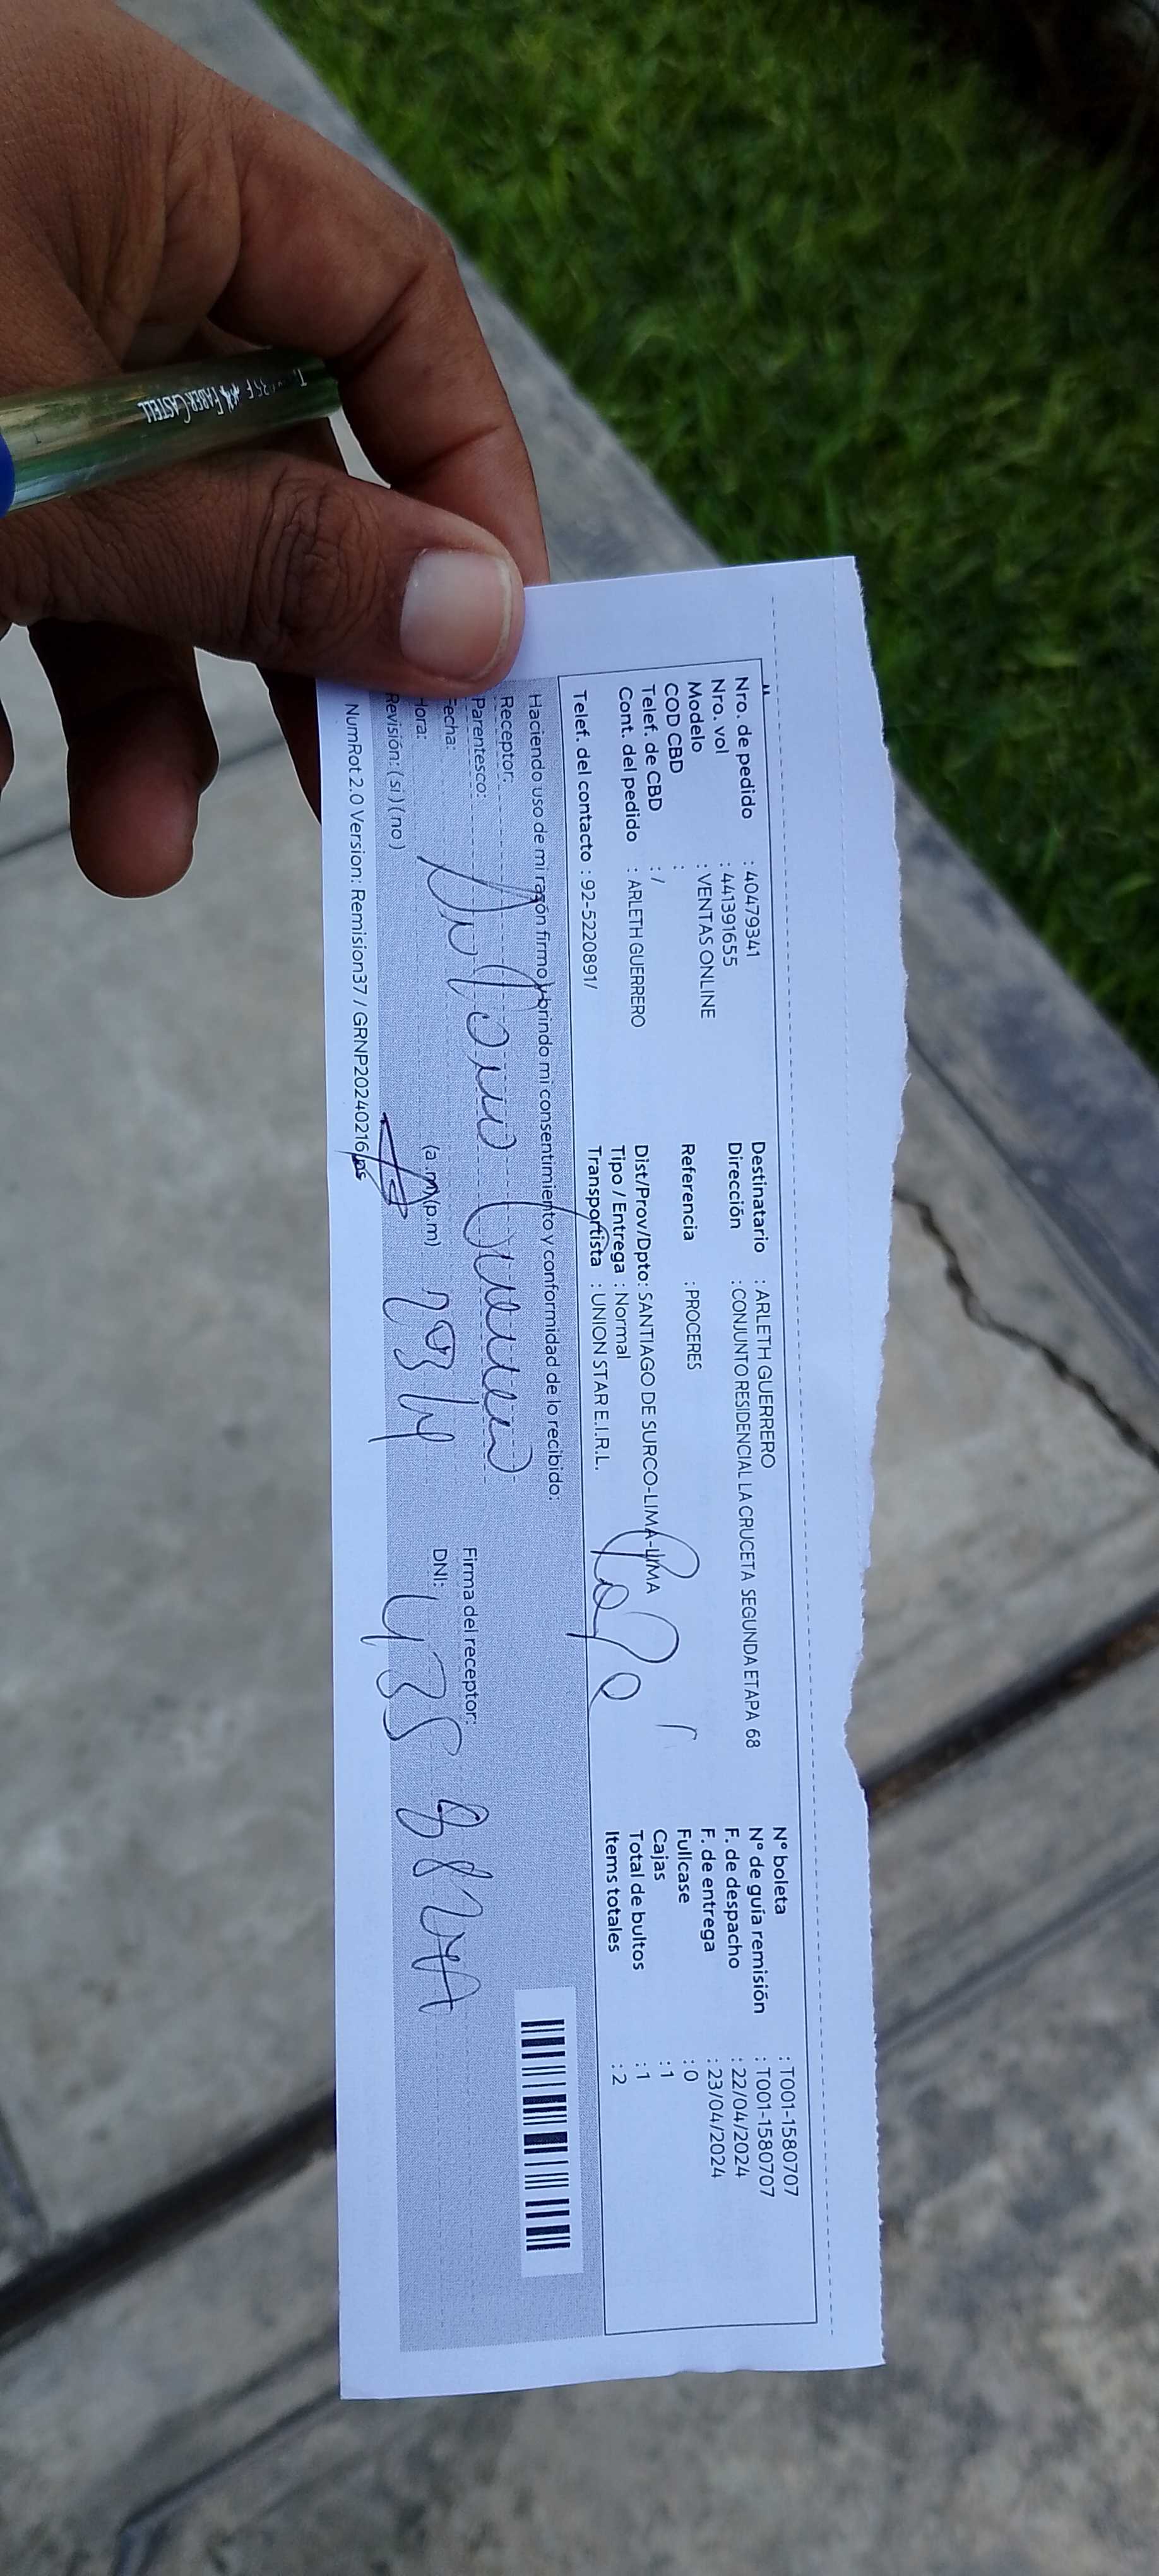 Nro. de pedido : 40479341
Nro. vol : 441391655
Modelo : VENTAS ONLINE
COD CBD :
Telef. de CBD : /
Cont. del pedido : ARLETH GUERRERO
Telef. del contacto : 92-5220891/
Destinatario : ARLETH GUERRERO
Dirección : CONJUNTO RESIDENCIAL LA CRUCETA SEGUNDA ETAPA 68
Referencia : PROCERES
Dist/Prov/Dpto: SANTIAGO DE SURCO-LIMA-LIMA
Tipo / Entrega : Normal
Transportista : UNION STAR E.I.R.L.
N° boleta : T001-1580707
N° de guía remisión : T001-1580707
F. de despacho : 22/04/2024
F. de entrega : 23/04/2024
Fullcase : 0
Cajas : 1
Total de bultos : 1
Items totales : 2
Haciendo uso de mi razón firmo y brindo mi consentimiento y conformidad de lo recibido:
Receptor:
Parentesco:
Fecha:
Hora: (a.m)(p.m)
Revisión: (si) (no)
Firma del receptor:
DNI:
NumRot 2.0 Version: Remision37 / GRNP20240216
FABER-CASTELL